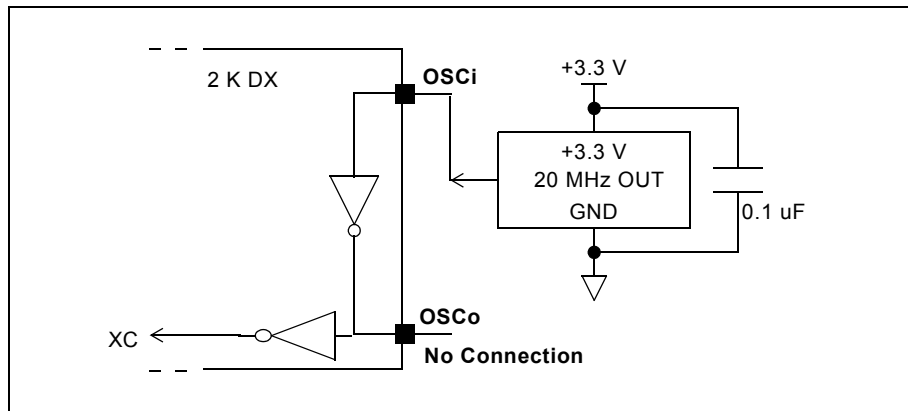 2 K DX
OSCi
+3.3 V
+3.3 V
20 MHz OUT
GND
0.1 uF
OSCo
XC
No Connection